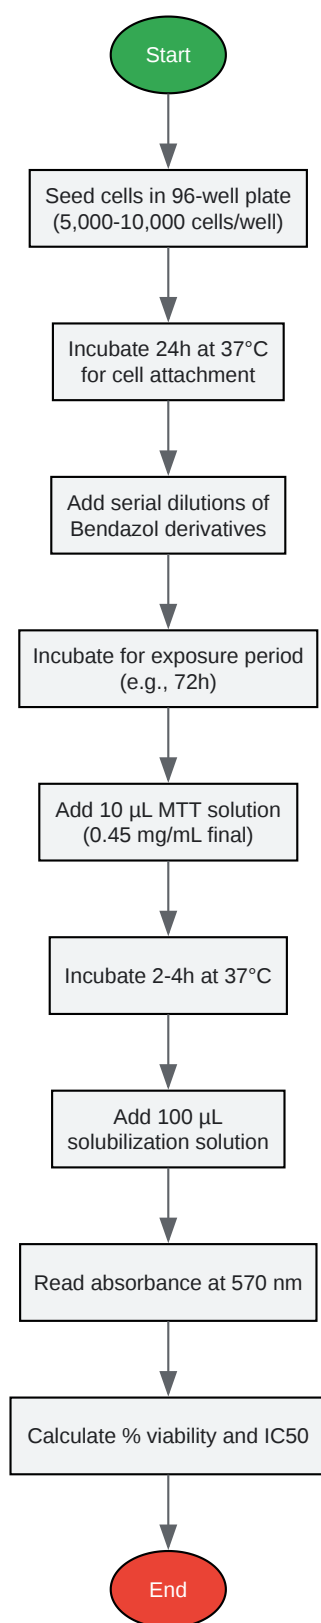 Start
Seed cells in 96-well plate
(5,000-10,000 cells/well)
Incubate 24h at 37°C
for cell attachment
Add serial dilutions of
Bendazol derivatives
Incubate for exposure period
(e.g., 72h)
Add 10 µL MTT solution
(0.45 mg/mL final)
Incubate 2-4h at 37°C
Add 100 µL
solubilization solution
Read absorbance at 570 nm
Calculate % viability and IC50
End